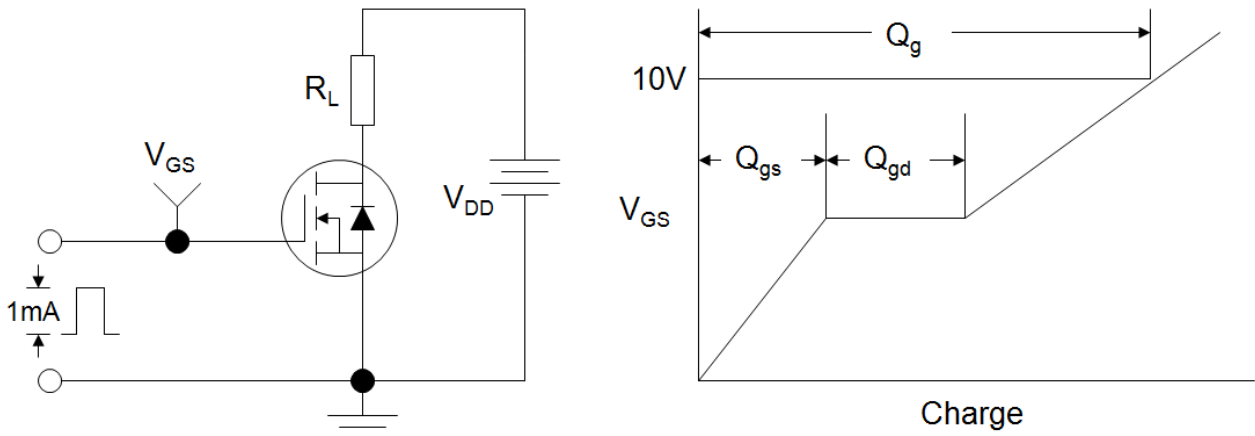 R_L
V_GS
V_DD
1mA
Q_g
10V
Q_gs
Q_gd
V_GS
Charge